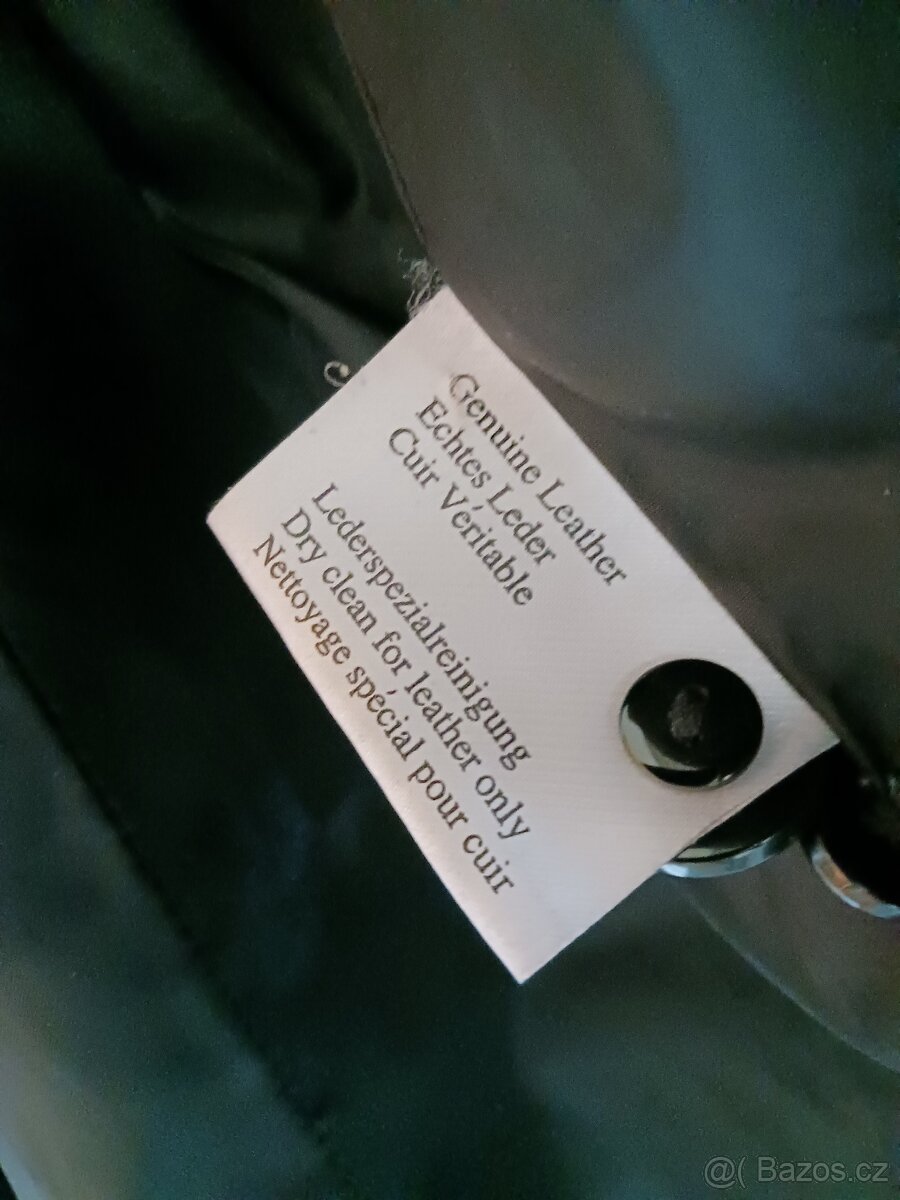 Genuine Leather
Echtes Leder
Cuir Véritable
Lederspezialreinigung
Dry clean for leather only
Nettoyage spécial pour cuir
@( Bazos.cz